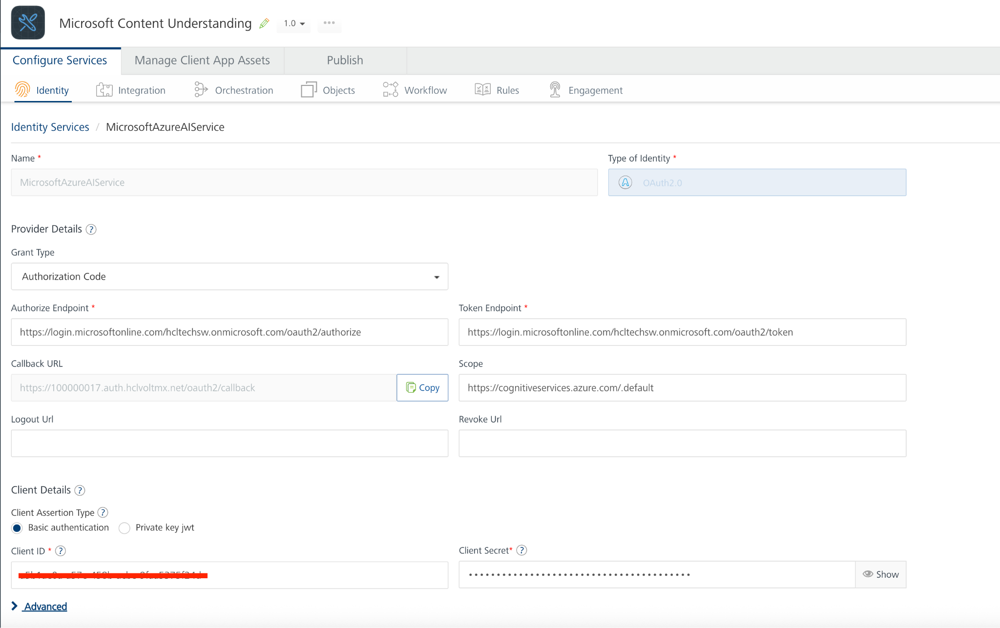 Microsoft Content Understanding 1.0
Configure Services Manage Client App Assets Publish
Identity Integration Orchestration Objects Workflow Rules Engagement
Identity Services / MicrosoftAzureAIService
Name * Type of Identity *
MicrosoftAzureAIService OAuth2.0
Provider Details ?
Grant Type
Authorization Code
Authorize Endpoint * Token Endpoint *
https://login.microsoftonline.com/hcltechsw.onmicrosoft.com/oauth2/authorize https://login.microsoftonline.com/hcltechsw.onmicrosoft.com/oauth2/token
Callback URL Scope
https://100000017.auth.hclvoltmx.net/oauth2/callback Copy https://cognitiveservices.azure.com/.default
Logout Url Revoke Url
Client Details ?
Client Assertion Type ?
Basic authentication Private key jwt
Client ID * ? Client Secret* ?
Show
Advanced